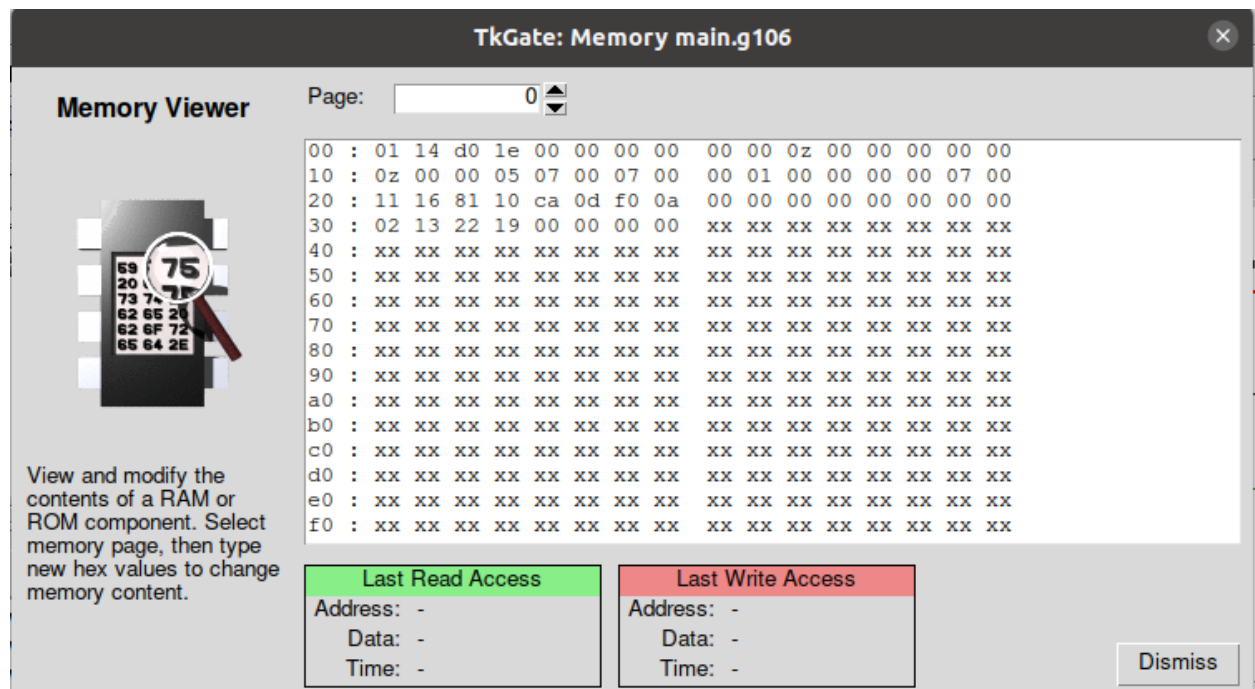 TkGate: Memory main.g106
Memory Viewer
Page: 0
00 : 01 14 d0 1e 00 00 00 00 00 00 0z 00 00 00 00 00
10 : 0z 00 00 05 07 00 07 00 00 01 00 00 00 00 07 00
20 : 11 16 81 10 ca 0d f0 0a 00 00 00 00 00 00 00 00
30 : 02 13 22 19 00 00 00 00 xx xx xx xx xx xx xx xx
40 : xx xx xx xx xx xx xx xx xx xx xx xx xx xx xx xx
50 : xx xx xx xx xx xx xx xx xx xx xx xx xx xx xx xx
60 : xx xx xx xx xx xx xx xx xx xx xx xx xx xx xx xx
70 : xx xx xx xx xx xx xx xx xx xx xx xx xx xx xx xx
80 : xx xx xx xx xx xx xx xx xx xx xx xx xx xx xx xx
90 : xx xx xx xx xx xx xx xx xx xx xx xx xx xx xx xx
a0 : xx xx xx xx xx xx xx xx xx xx xx xx xx xx xx xx
b0 : xx xx xx xx xx xx xx xx xx xx xx xx xx xx xx xx
c0 : xx xx xx xx xx xx xx xx xx xx xx xx xx xx xx xx
d0 : xx xx xx xx xx xx xx xx xx xx xx xx xx xx xx xx
e0 : xx xx xx xx xx xx xx xx xx xx xx xx xx xx xx xx
f0 : xx xx xx xx xx xx xx xx xx xx xx xx xx xx xx xx
59 75
20
73
62 65
62 6F 72
65 64 2E
View and modify the
contents of a RAM or
ROM component. Select
memory page, then type
new hex values to change
memory content.
Last Read Access
Address: -
Data: -
Time: -
Last Write Access
Address: -
Data: -
Time: -
Dismiss